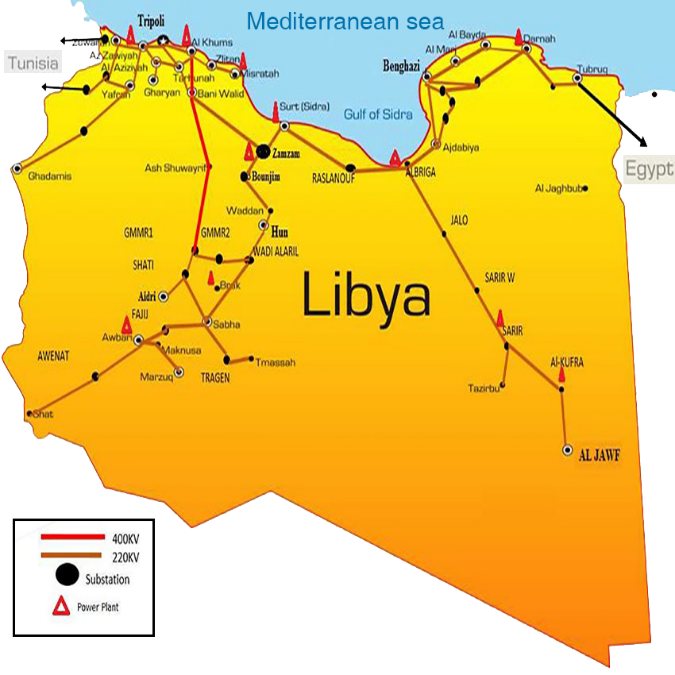 Mediterranean sea
Tripoli
Zuwarah
Al Khums
Al Bayda
Darnah
Az Zawiyah
Al Marj
Tunisia
Al Aziziyah
Zlitan
Benghazi
Tubruq
Tarhunah
Misratah
Yafran
Gharyan
Bani Walid
Surt (Sidra)
Gulf of Sidra
Ajdabiya
Zamzam
Egypt
Ash Shuwayrif
ALBRIGA
Ghadamis
Bounjim
RASLANOUF
Al Jaghbub
Waddan
JALO
GMMR1
GMMR2
Hun
WADI ALARIL
SHATI
SARIR W
Brak
Libya
Aidri
FAJIJ
Sabha
SARIR
Awbari
Maknusa
AWENAT
Tmassah
Al-KUFRA
Marzuq
TRAGEN
Tazirbu
Ghat
AL JAWF
400KV
220KV
Substation
Power Plant